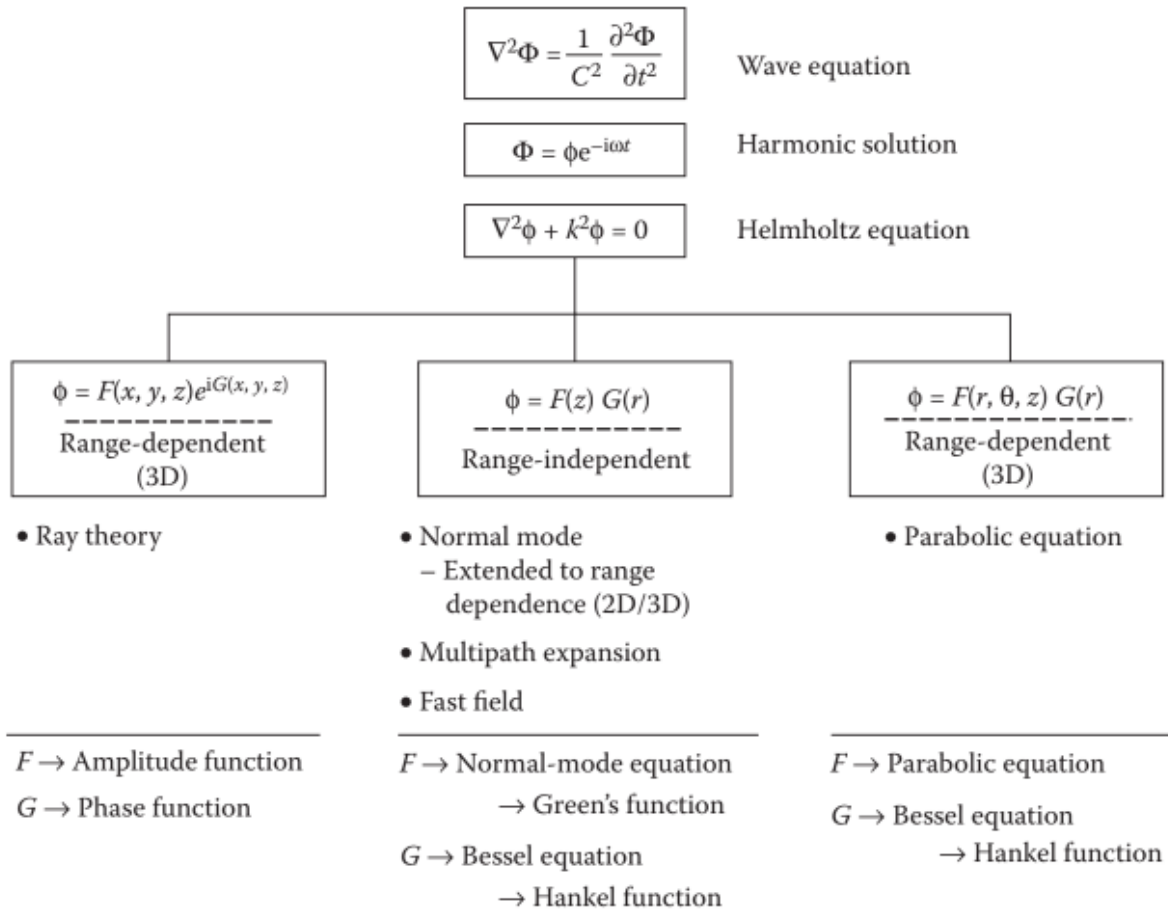 ∇²Φ = 1/C² ∂²Φ/∂t²
Wave equation
Φ = ϕe^{−iωt}
Harmonic solution
∇²ϕ + k²ϕ = 0
Helmholtz equation
ϕ = F(x, y, z)e^{iG(x, y, z)}
Range-dependent
(3D)
• Ray theory
F → Amplitude function
G → Phase function
ϕ = F(z) G(r)
Range-independent
• Normal mode
– Extended to range
dependence (2D/3D)
• Multipath expansion
• Fast field
F → Normal-mode equation
→ Green's function
G → Bessel equation
→ Hankel function
ϕ = F(r, θ, z) G(r)
Range-dependent
(3D)
• Parabolic equation
F → Parabolic equation
G → Bessel equation
→ Hankel function